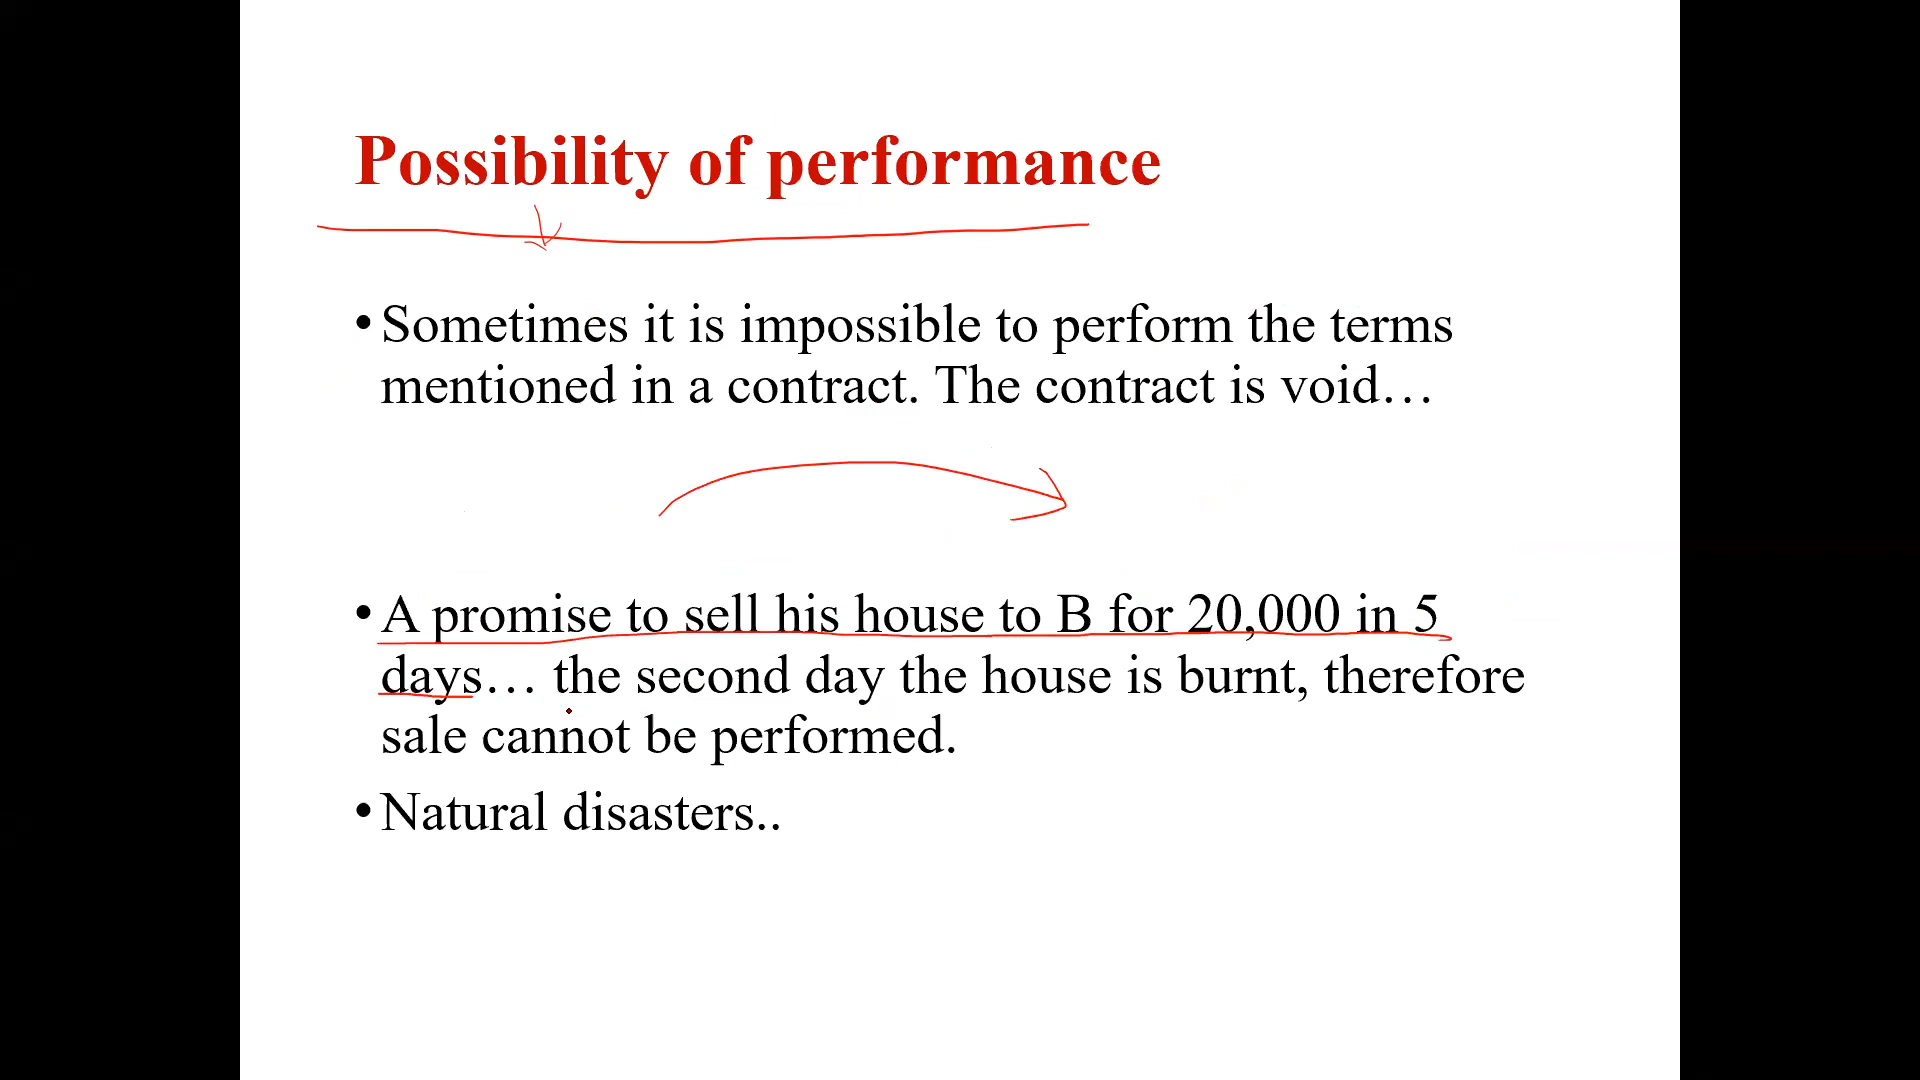 Possibility of performance
•Sometimes it is impossible to perform the terms
mentioned in a contract. The contract is void…
•A promise to sell his house to B for 20,000 in 5
days… the second day the house is burnt, therefore
sale cannot be performed.
•Natural disasters..